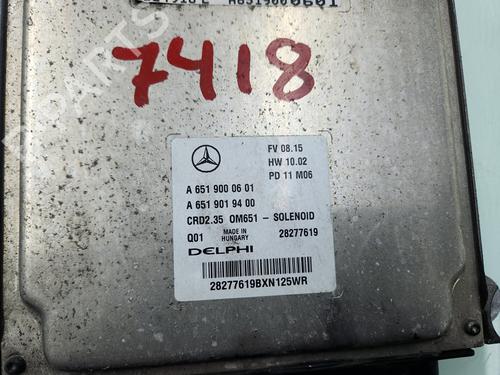 A6519000601
7418
FV 08.15
HW 10.02
PD 11 M06
A 651 900 06 01
A 651 901 94 00
CRD2.35 OM651 - SOLENOID
Q01 MADE IN HUNGARY 28277619
DELPHI
28277619BXN125WR